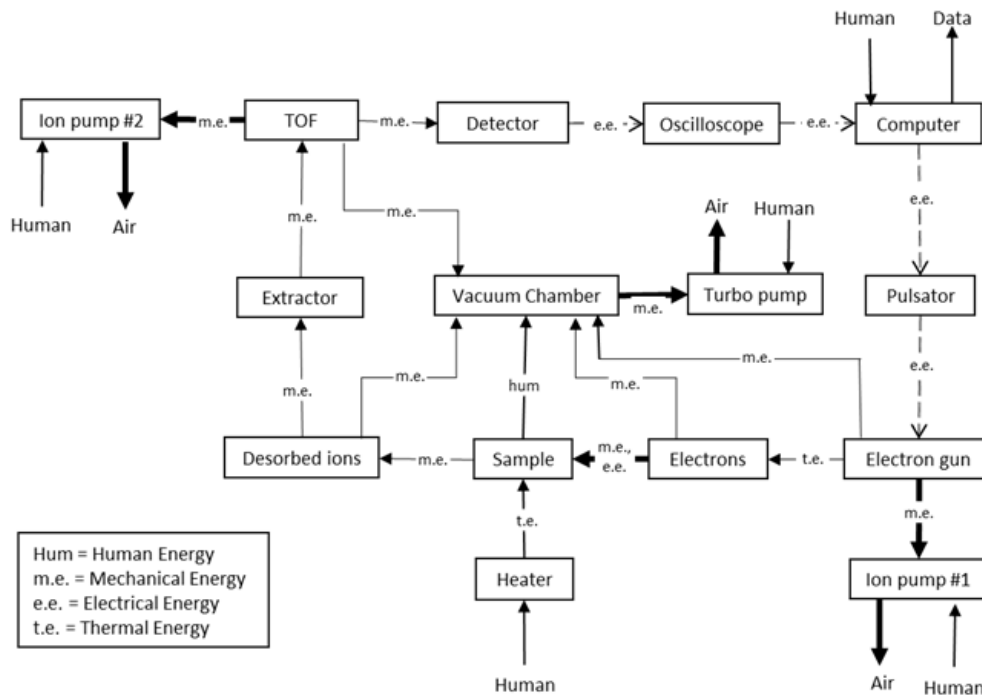 Human Data
Ion pump #2 m.e. TOF m.e. Detector e.e. Oscilloscope e.e. Computer
Human Air m.e. m.e. Air Human e.e.
Extractor Vacuum Chamber m.e. Turbo pump Pulsator
m.e. m.e. hum m.e. m.e. e.e.
Desorbed ions m.e. Sample m.e., e.e. Electrons t.e. Electron gun
t.e. m.e.
Heater Ion pump #1
Human Air Human
Hum = Human Energy
m.e. = Mechanical Energy
e.e. = Electrical Energy
t.e. = Thermal Energy